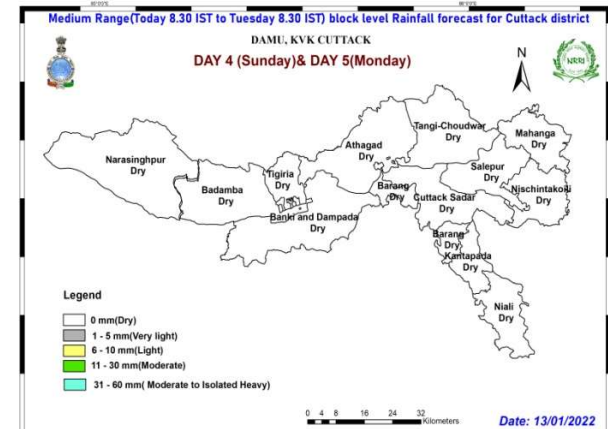 Medium Range(Today 8.30 IST to Tuesday 8.30 IST) block level Rainfall forecast for Cuttack district
DAMU, KVK CUTTACK
DAY 4 (Sunday)& DAY 5(Monday)
N
NRRI
Tangi-Choudwar
Dry
Mahanga
Dry
Athagad
Dry
Narasinghpur
Dry
Salepur
Dry
Tigiria
Dry
Badamba
Dry
Barang
Dry
Nischintakoili
Dry
Cuttack Sadar
Dry
Banki and Dampada
Dry
Barang
Dry
Kantapada
Dry
Niali
Dry
Legend
0 mm(Dry)
1 - 5 mm(Very light)
6 - 10 mm(Light)
11 - 30 mm(Moderate)
31 - 60 mm( Moderate to Isolated Heavy)
0 4 8 16 24 32
Kilometers
Date: 13/01/2022